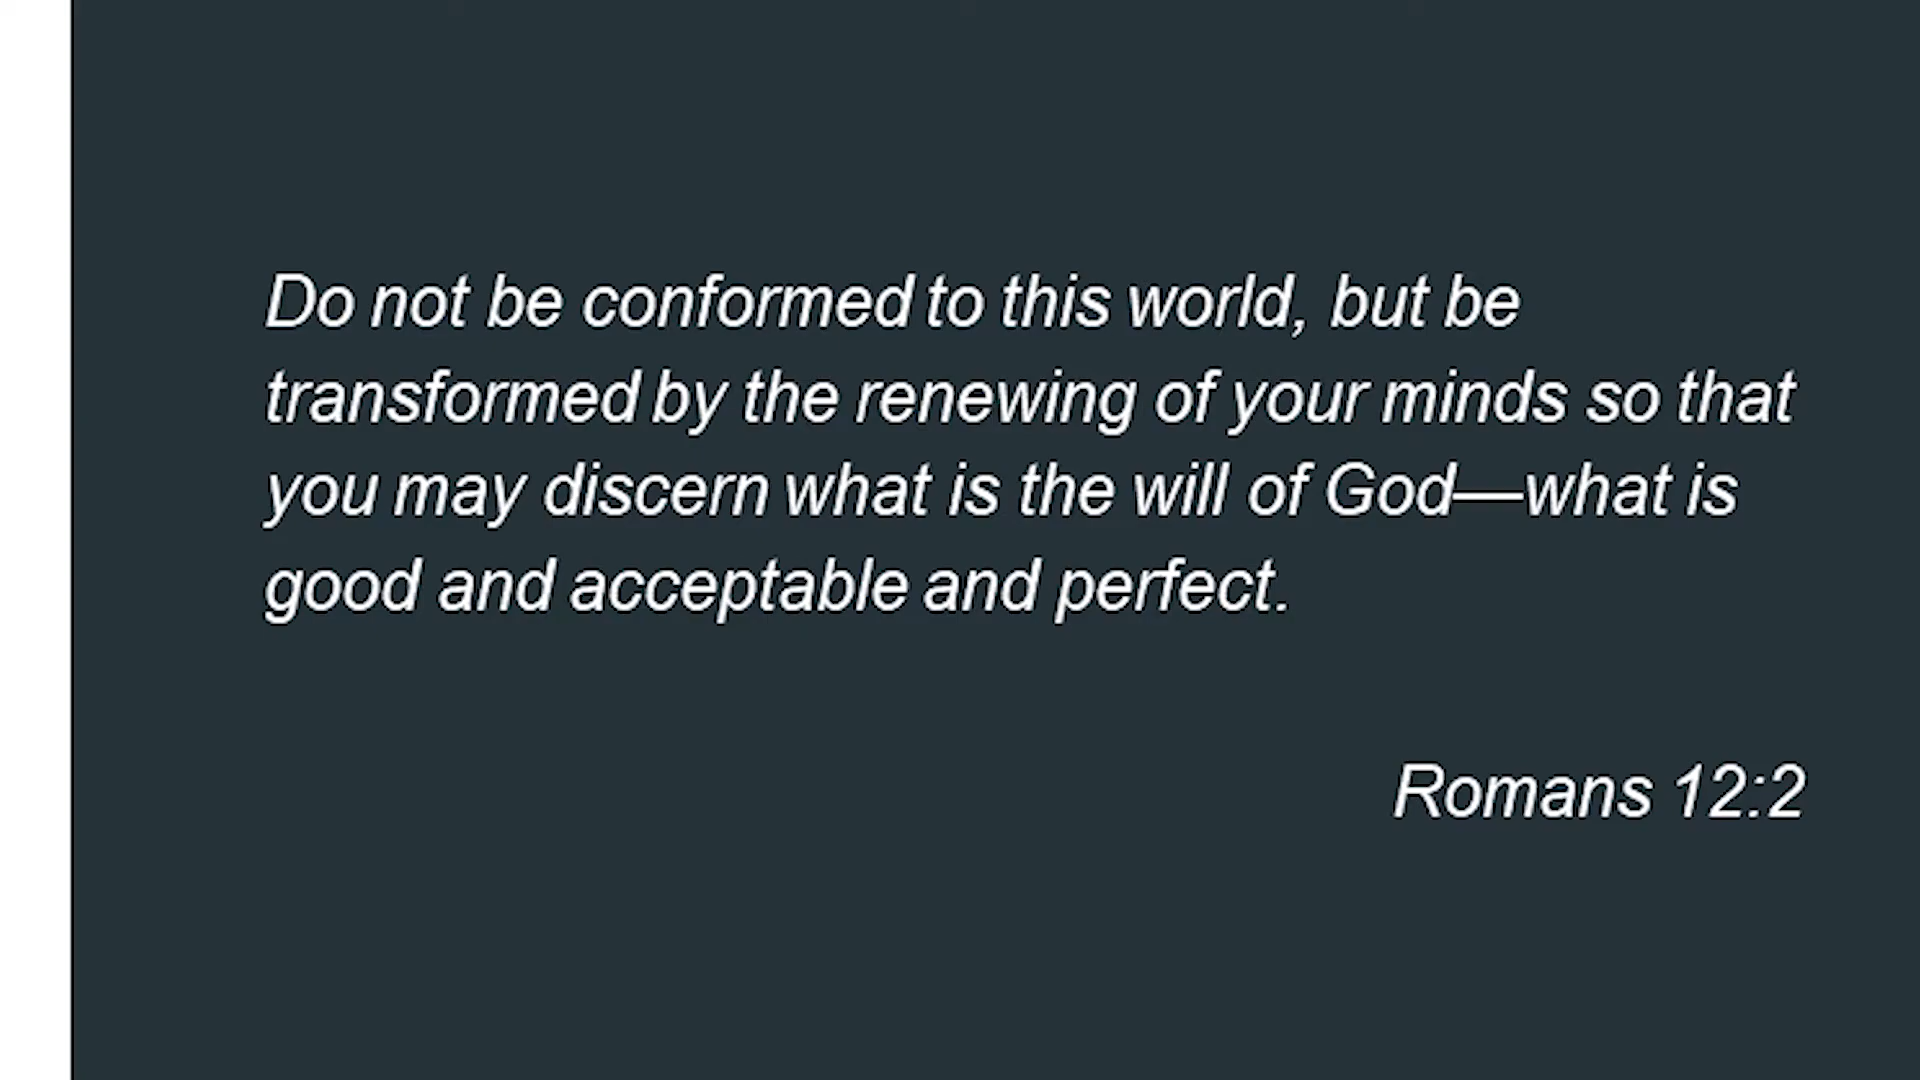 Do not be conformed to this world, but be
transformed by the renewing of your minds so that
you may discern what is the will of God—what is
good and acceptable and perfect.
Romans 12:2